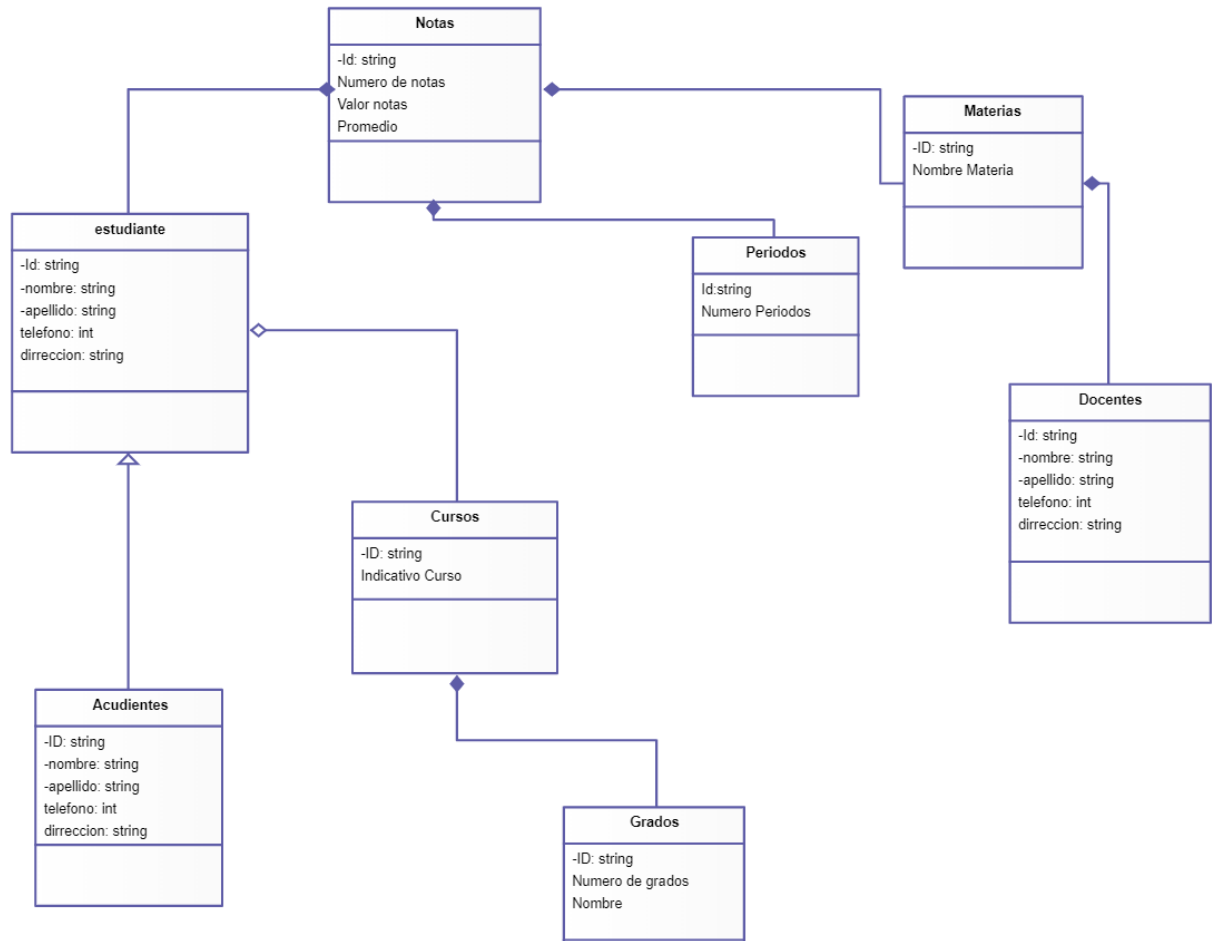 Notas
-Id: string
Numero de notas
Valor notas
Promedio
Materias
-ID: string
Nombre Materia
estudiante
-Id: string
-nombre: string
-apellido: string
telefono: int
dirreccion: string
Periodos
Id:string
Numero Periodos
Docentes
-Id: string
-nombre: string
-apellido: string
telefono: int
dirreccion: string
Cursos
-ID: string
Indicativo Curso
Acudientes
-ID: string
-nombre: string
-apellido: string
telefono: int
dirreccion: string
Grados
-ID: string
Numero de grados
Nombre